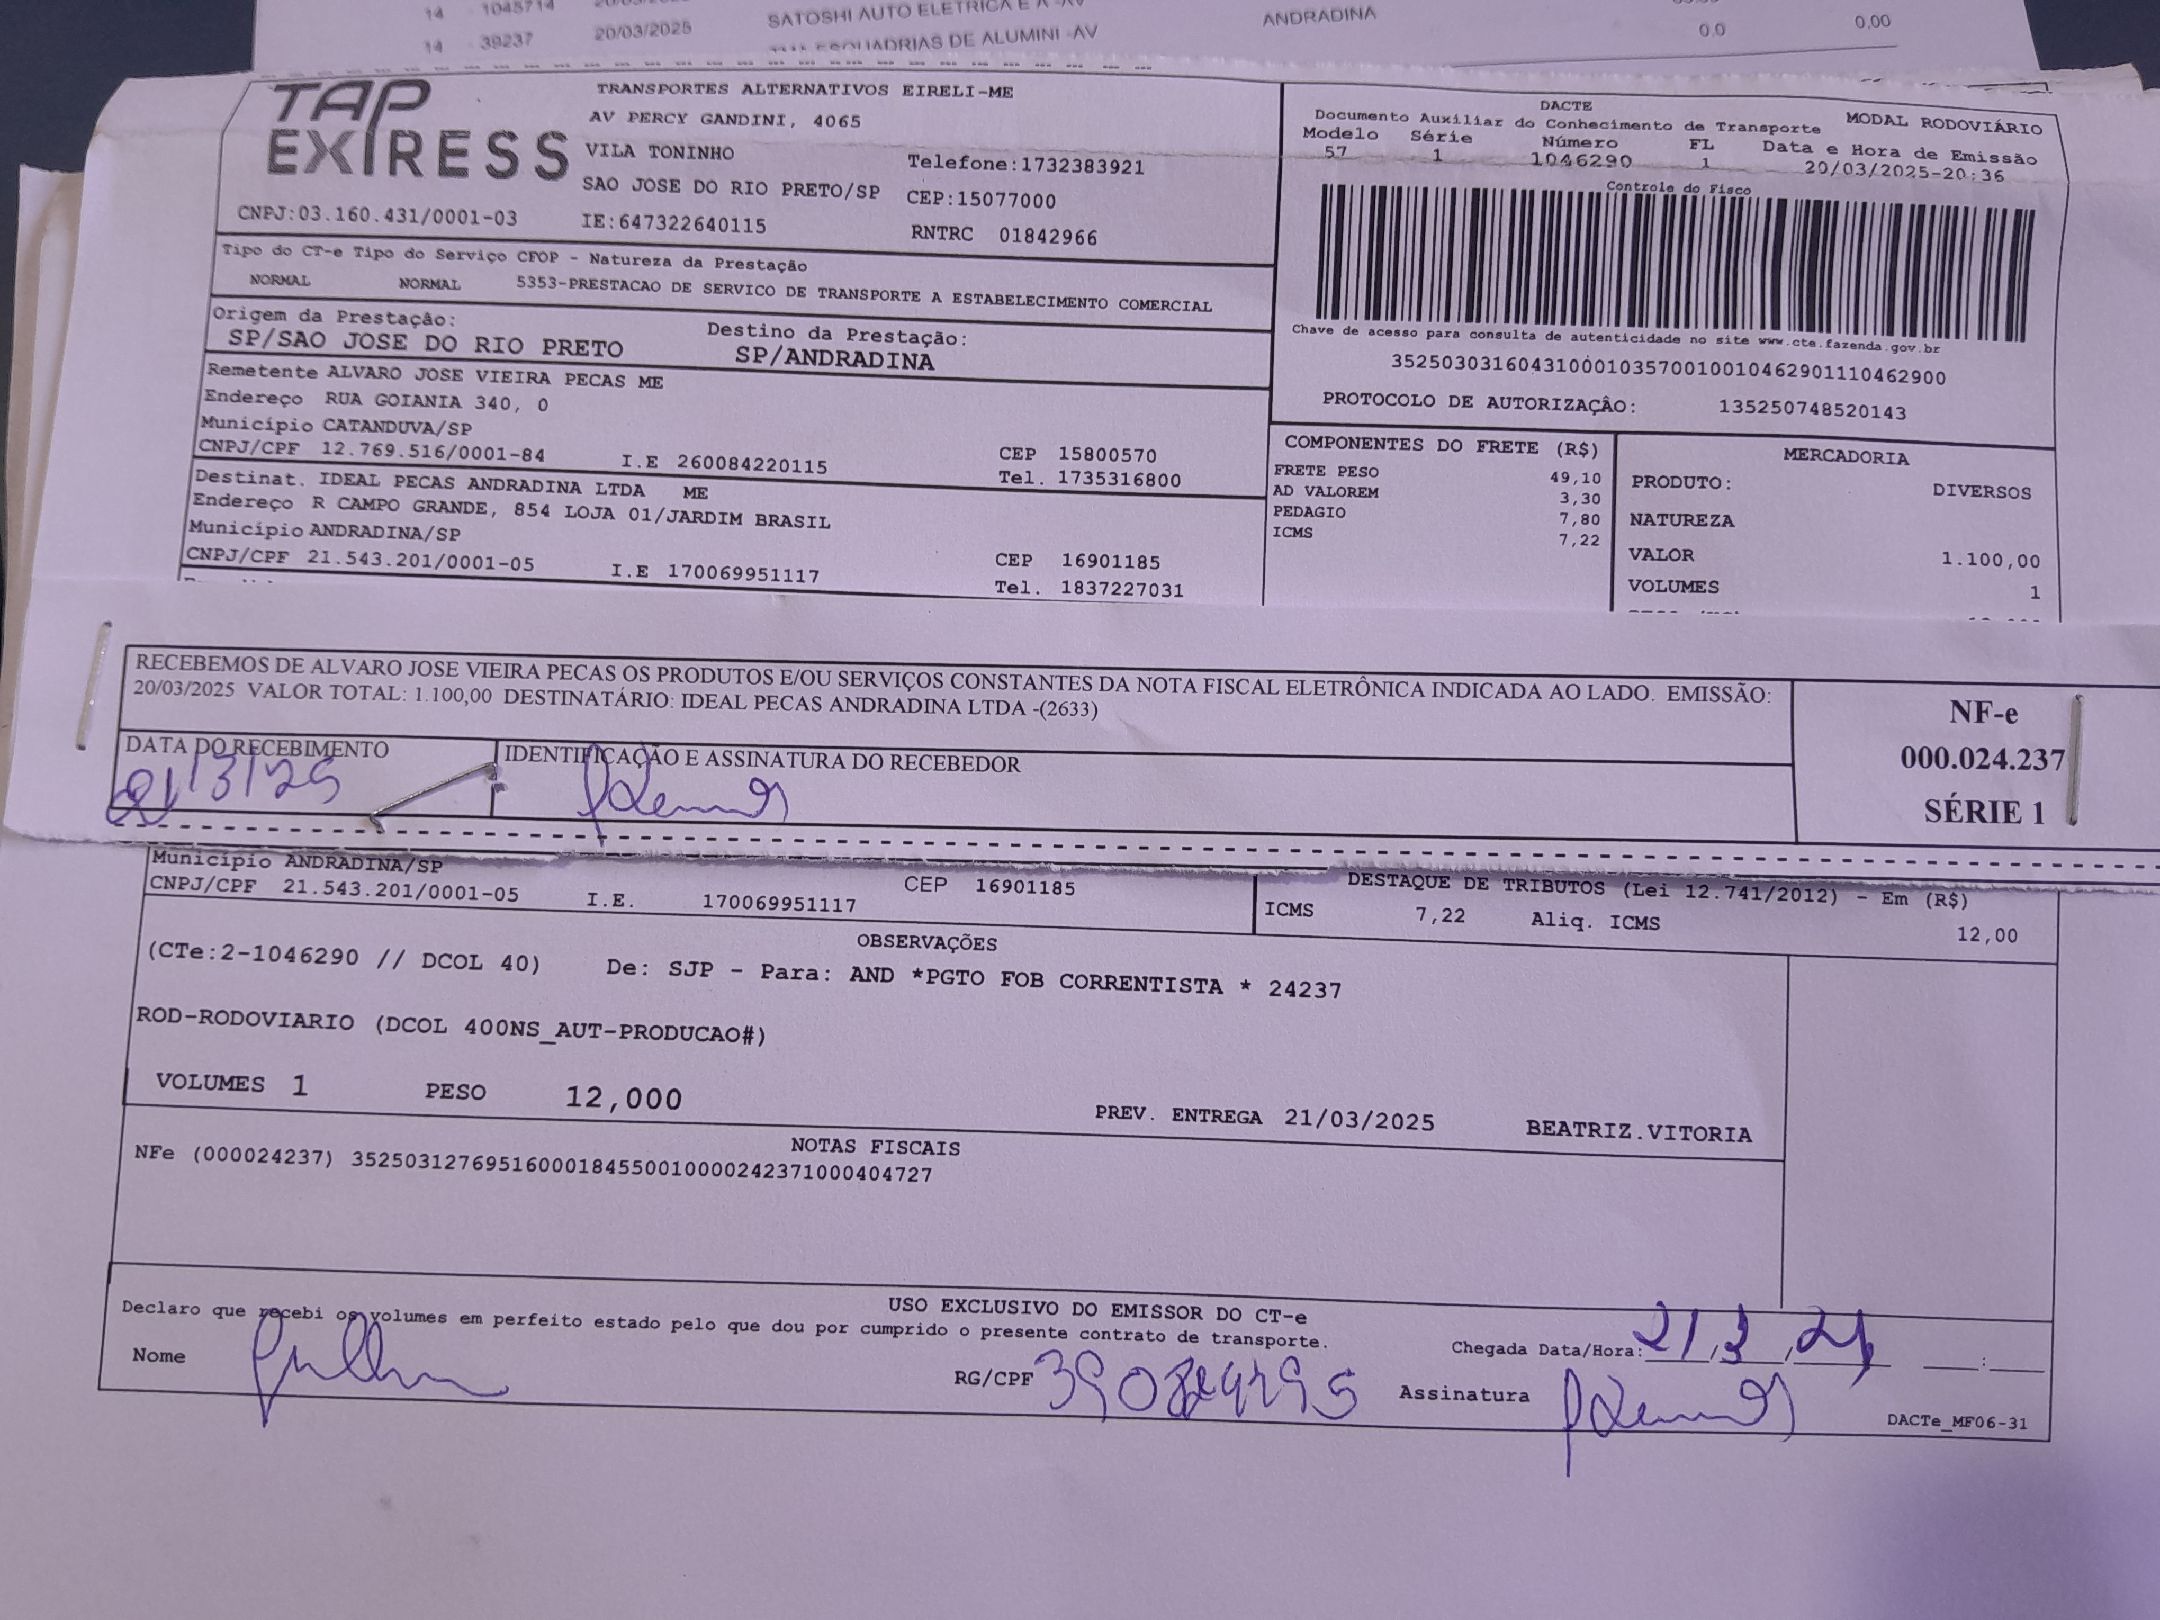 14 1045714
SATOSHI AUTO ELETRICA E A -AV ANDRADINA
14 39237 20/03/2025 ESQUADRIAS DE ALUMINI -AV 0.0 0,00
TAP EXPRESS
TRANSPORTES ALTERNATIVOS EIRELI-ME
AV PERCY GANDINI, 4065
VILA TONINHO Telefone:1732383921
SAO JOSE DO RIO PRETO/SP CEP:15077000
CNPJ:03.160.431/0001-03 IE:647322640115 RNTRC 01842966
DACTE MODAL RODOVIÁRIO
Documento Auxiliar do Conhecimento de Transporte
Modelo Série Número FL Data e Hora de Emissão
57 1 1046290 1 20/03/2025-20:36
Controle do Fisco
Chave de acesso para consulta de autenticidade no site www.cte.fazenda.gov.br
35250303160431000103570010010462901110462900
PROTOCOLO DE AUTORIZAÇÂO: 135250748520143
Tipo do CT-e Tipo do Serviço CFOP - Natureza da Prestação
NORMAL NORMAL 5353-PRESTACAO DE SERVICO DE TRANSPORTE A ESTABELECIMENTO COMERCIAL
Origem da Prestação: Destino da Prestação:
SP/SAO JOSE DO RIO PRETO SP/ANDRADINA
Remetente ALVARO JOSE VIEIRA PECAS ME
Endereço RUA GOIANIA 340, 0
Município CATANDUVA/SP CEP 15800570
CNPJ/CPF 12.769.516/0001-84 I.E 260084220115 Tel. 1735316800
Destinat. IDEAL PECAS ANDRADINA LTDA ME
Endereço R CAMPO GRANDE, 854 LOJA 01/JARDIM BRASIL
Município ANDRADINA/SP CEP 16901185
CNPJ/CPF 21.543.201/0001-05 I.E 170069951117 Tel. 1837227031
COMPONENTES DO FRETE (R$)
FRETE PESO 49,10
AD VALOREM 3,30
PEDAGIO 7,80
ICMS 7,22
MERCADORIA
PRODUTO: DIVERSOS
NATUREZA
VALOR 1.100,00
VOLUMES 1
RECEBEMOS DE ALVARO JOSE VIEIRA PECAS OS PRODUTOS E/OU SERVIÇOS CONSTANTES DA NOTA FISCAL ELETRÔNICA INDICADA AO LADO. EMISSÃO:
20/03/2025 VALOR TOTAL: 1.100,00 DESTINATÁRIO: IDEAL PECAS ANDRADINA LTDA -(2633)
DATA DO RECEBIMENTO IDENTIFICAÇÃO E ASSINATURA DO RECEBEDOR
21/3/25
NF-e
000.024.237
SÉRIE 1
Município ANDRADINA/SP
CNPJ/CPF 21.543.201/0001-05 I.E. 170069951117 CEP 16901185
DESTAQUE DE TRIBUTOS (Lei 12.741/2012) - Em (R$)
ICMS 7,22 Aliq. ICMS 12,00
OBSERVAÇÕES
(CTe:2-1046290 // DCOL 40) De: SJP - Para: AND *PGTO FOB CORRENTISTA * 24237
ROD-RODOVIARIO (DCOL 400NS_AUT-PRODUCAO#)
VOLUMES 1 PESO 12,000 PREV. ENTREGA 21/03/2025 BEATRIZ.VITORIA
NOTAS FISCAIS
NFe (000024237) 35250312769516000184550010000242371000404727
USO EXCLUSIVO DO EMISSOR DO CT-e
Declaro que recebi os volumes em perfeito estado pelo que dou por cumprido o presente contrato de transporte.
Chegada Data/Hora: 21,3,
Nome RG/CPF Assinatura
DACTe_MF06-31